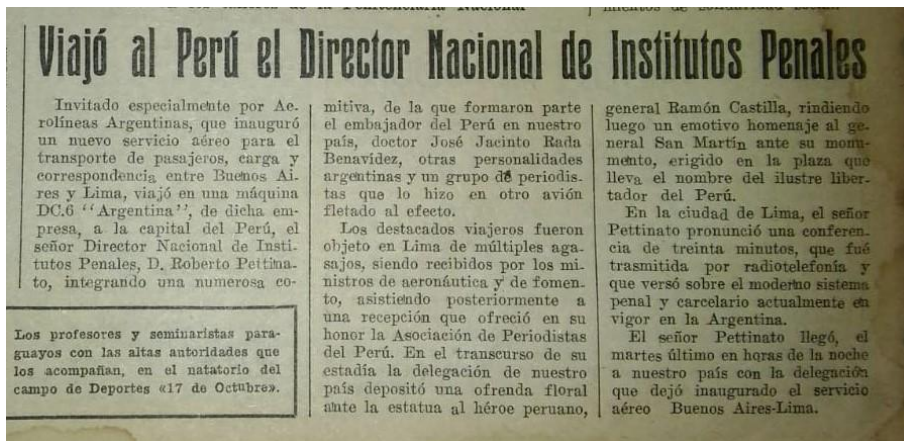 Penitenciaría Nacional
Viajó al Perú el Director Nacional de Institutos Penales
Invitado especialmente por Ae-
rolíneas Argentinas, que inauguró
un nuevo servicio aéreo para el
transporte de pasajeros, carga y
correspondencia entre Buenos Ai-
res y Lima, viajó en una máquina
DC.6 "Argentina", de dicha em-
presa, a la capital del Perú, el
señor Director Nacional de Insti-
tutos Penales, D. Roberto Pettina-
to, integrando una numerosa co-
Los profesores y seminaristas para-
guayos con las altas autoridades que
los acompañan, en el natatorio del
campo de Deportes «17 de Octubre».
mitiva, de la que formaron parte
el embajador del Perú en nuestro
país, doctor José Jacinto Rada
Benavídez, otras personalidades
argentinas y un grupo de periodis-
tas que lo hizo en otro avión
fletado al efecto.
Los destacados viajeros fueron
objeto en Lima de múltiples aga-
sajos, siendo recibidos por los mi-
nistros de aeronáutica y de fomen-
to, asistiendo posteriormente a
una recepción que ofreció en su
honor la Asociación de Periodistas
del Perú. En el transcurso de su
estadía la delegación de nuestro
país depositó una ofrenda floral
ante la estatua al héroe peruano,
general Ramón Castilla, rindiendo
luego un emotivo homenaje al ge-
neral San Martín ante su monu-
mento, erigido en la plaza que
lleva el nombre del ilustre liber-
tador del Perú.
En la ciudad de Lima, el señor
Pettinato pronunció una conferen-
cia de treinta minutos, que fué
trasmitida por radiotelefonía y
que versó sobre el moderno sistema
penal y carcelario actualmente en
vigor en la Argentina.
El señor Pettinato llegó, el
martes último en horas de la noche
a nuestro país con la delegación
que dejó inaugurado el servicio
aéreo Buenos Aires-Lima.